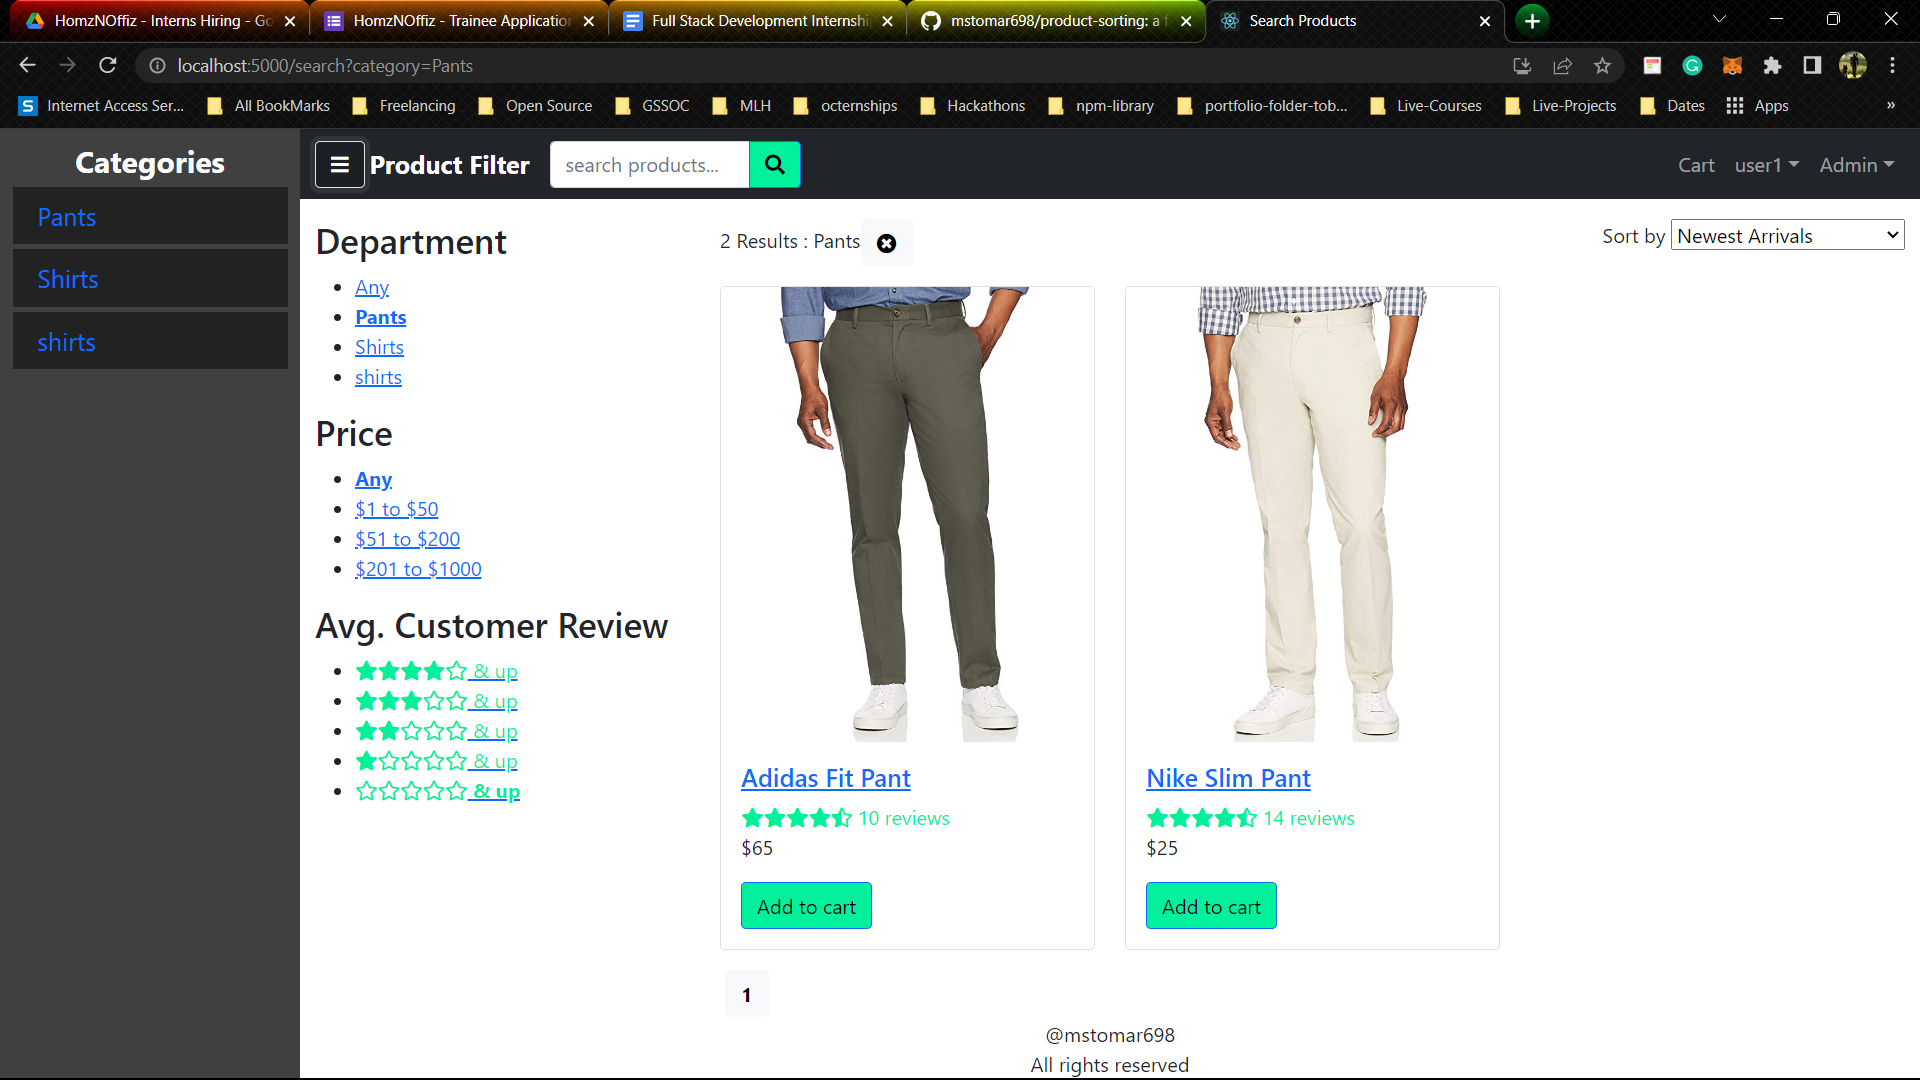 HomzNOffiz - Interns Hiring - Go
HomzNOffiz - Trainee Application
Full Stack Development Internshi
mstomar698/product-sorting: a f
Search Products
localhost:5000/search?category=Pants
Internet Access Ser...
All BookMarks
Freelancing
Open Source
GSSOC
MLH
octernships
Hackathons
npm-library
portfolio-folder-tob...
Live-Courses
Live-Projects
Dates
Apps
»
Categories
Pants
Shirts
shirts
Product Filter
search products...
Cart
user1
Admin
Department
Any
Pants
Shirts
shirts
Price
Any
$1 to $50
$51 to $200
$201 to $1000
Avg. Customer Review
& up
& up
& up
& up
& up
2 Results : Pants
Sort by Newest Arrivals
Adidas Fit Pant
10 reviews
$65
Add to cart
Nike Slim Pant
14 reviews
$25
Add to cart
1
@mstomar698
All rights reserved